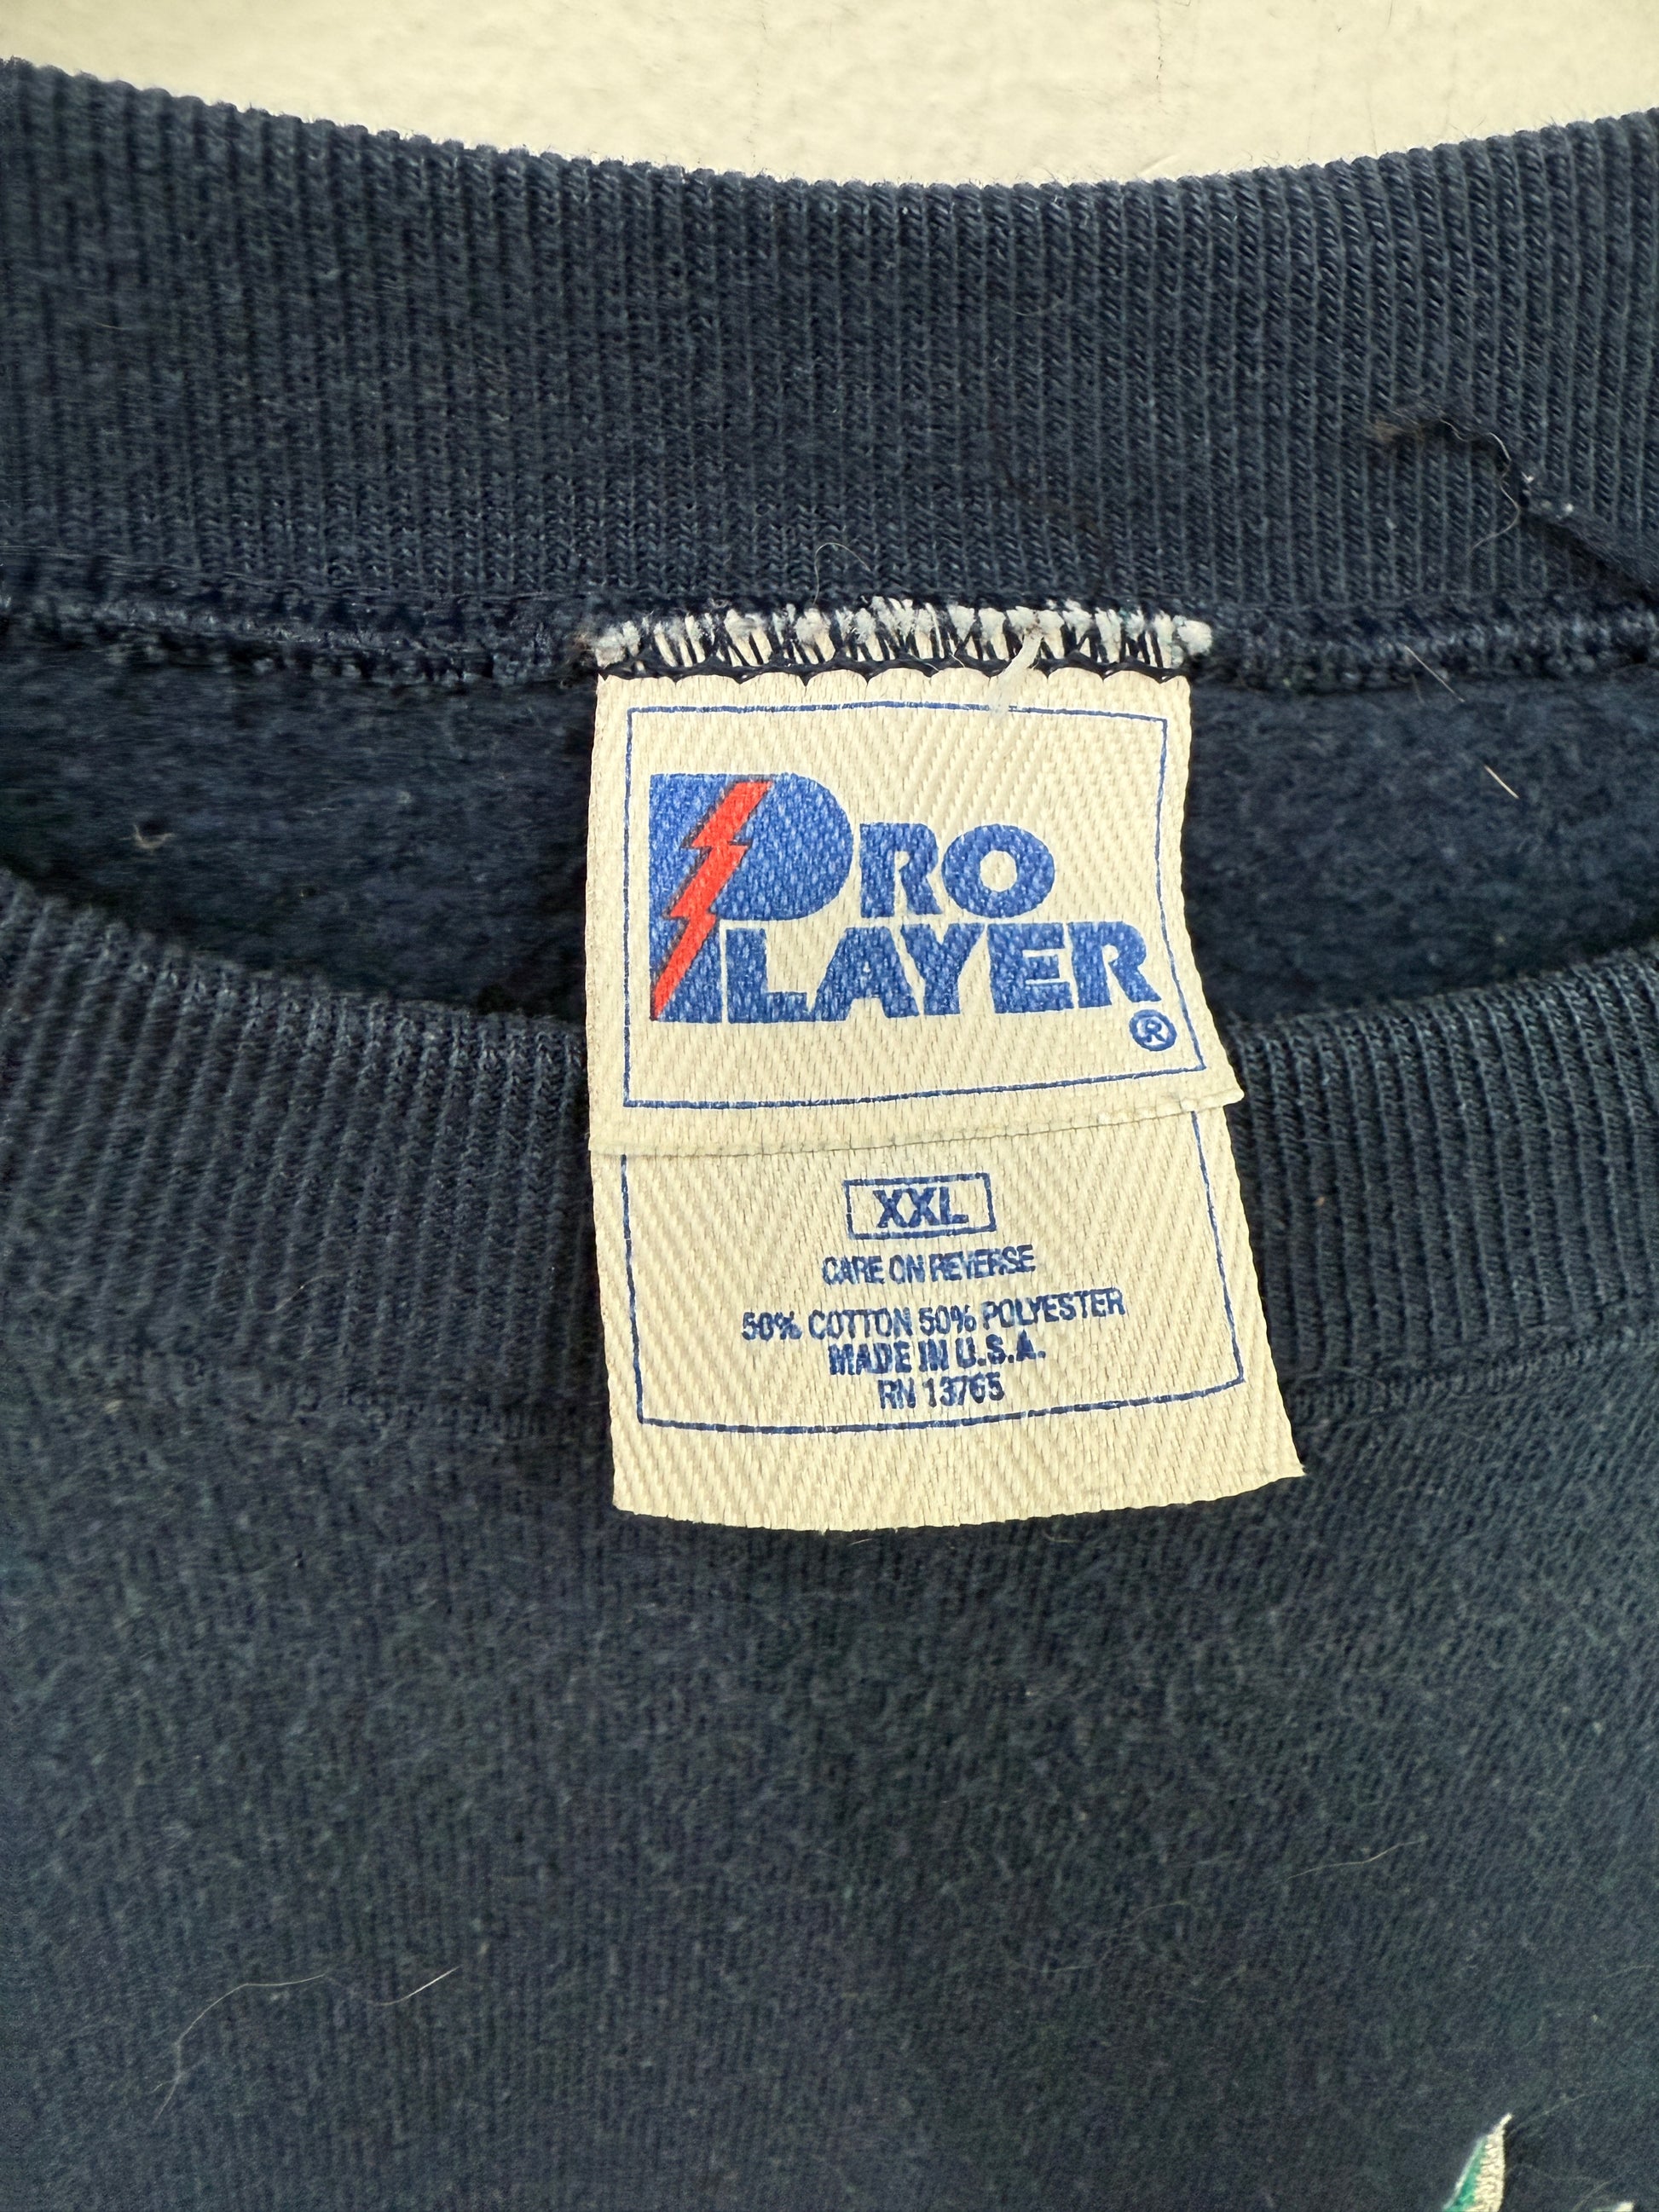 PRO
PLAYER®
XXL
CARE ON REVERSE
50% COTTON 50% POLYESTER
MADE IN U.S.A.
RN 13765